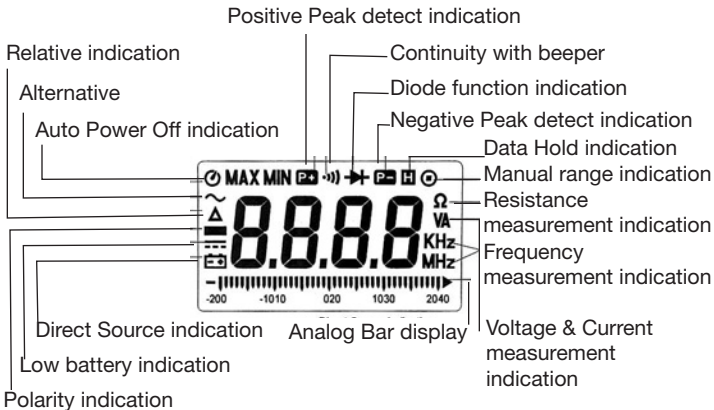 Positive Peak detect indication
Relative indication
Continuity with beeper
Alternative
Diode function indication
Auto Power Off indication
Negative Peak detect indication
Data Hold indication
MAX MIN P+ P- H
Manual range indication
Ω
Resistance
measurement indication
VA
8.8.8.8
KHz
MHz
Frequency
measurement indication
-200 -1010 020 1030 2040
Direct Source indication
Analog Bar display
Voltage & Current
measurement
indication
Low battery indication
Polarity indication